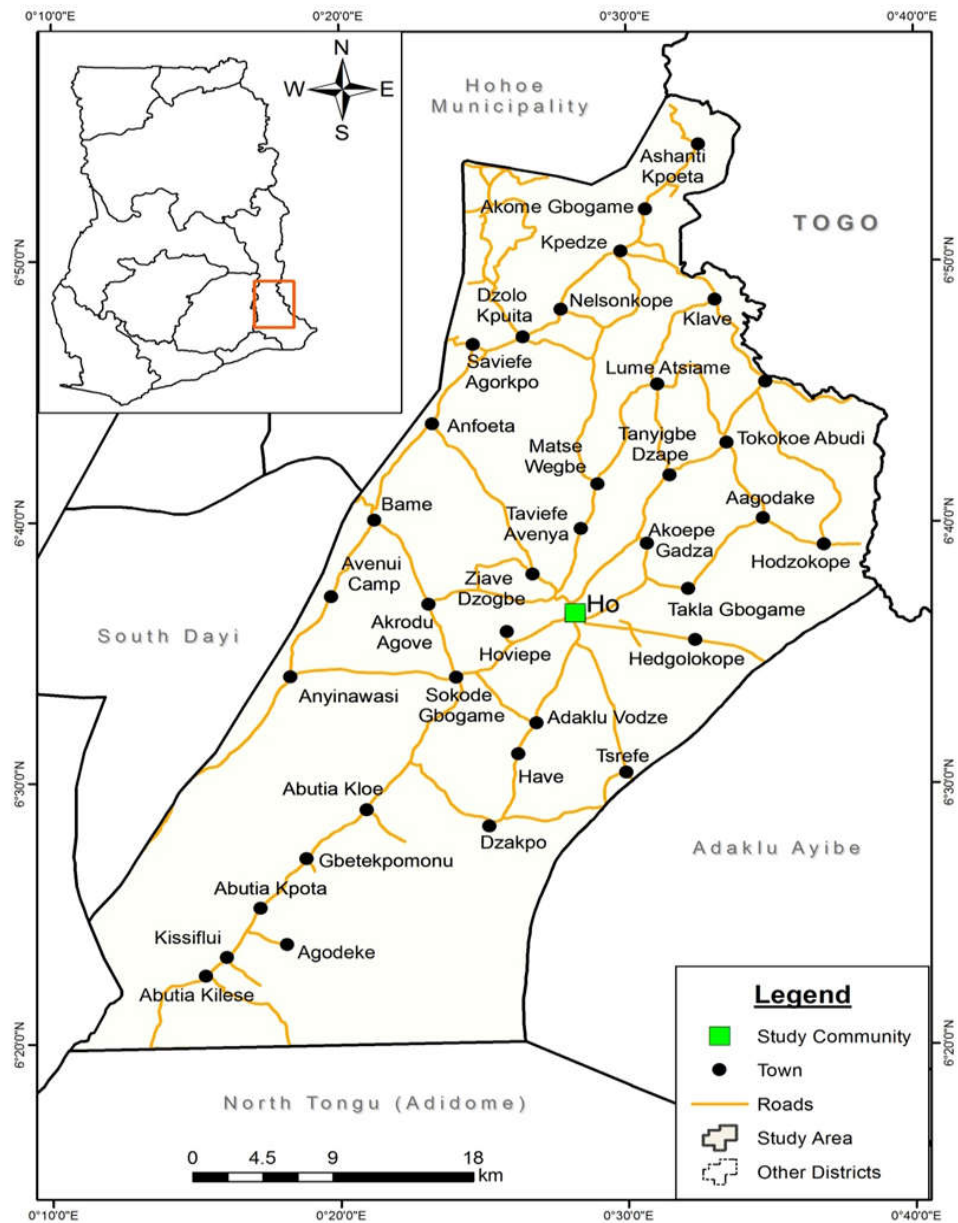 0°10'0"E
0°20'0"E
0°30'0"E
0°40'0"E
N
W
E
S
Hohoe
Municipality
TOGO
Ashanti
Kpoeta
Akome Gbogame
Kpedze
6°50'0"N
6°50'0"N
Dzolo
Kpuita
Nelsonkope
Klave
Saviefe
Agorkpo
Lume Atsiame
Anfoeta
Matse
Wegbe
Tanyigbe
Dzape
Tokokoe Abudi
Bame
Taviefe
Avenya
Aagodake
6°40'0"N
6°40'0"N
Akoepe
Gadza
Hodzokope
Avenui
Camp
Ziave
Dzogbe
Ho
Takla Gbogame
South Dayi
Akrodu
Agove
Hoviepe
Hedgolokope
Anyinawasi
Sokode
Gbogame
Adaklu Vodze
Tsrefe
Have
6°30'0"N
6°30'0"N
Abutia Kloe
Dzakpo
Adaklu Ayibe
Gbetekpomonu
Abutia Kpota
Kissiflui
Agodeke
Abutia Kilese
6°20'0"N
6°20'0"N
North Tongu (Adidome)
0 4.5 9 18
km
Legend
Study Community
Town
Roads
Study Area
Other Districts
0°10'0"E
0°20'0"E
0°30'0"E
0°40'0"E